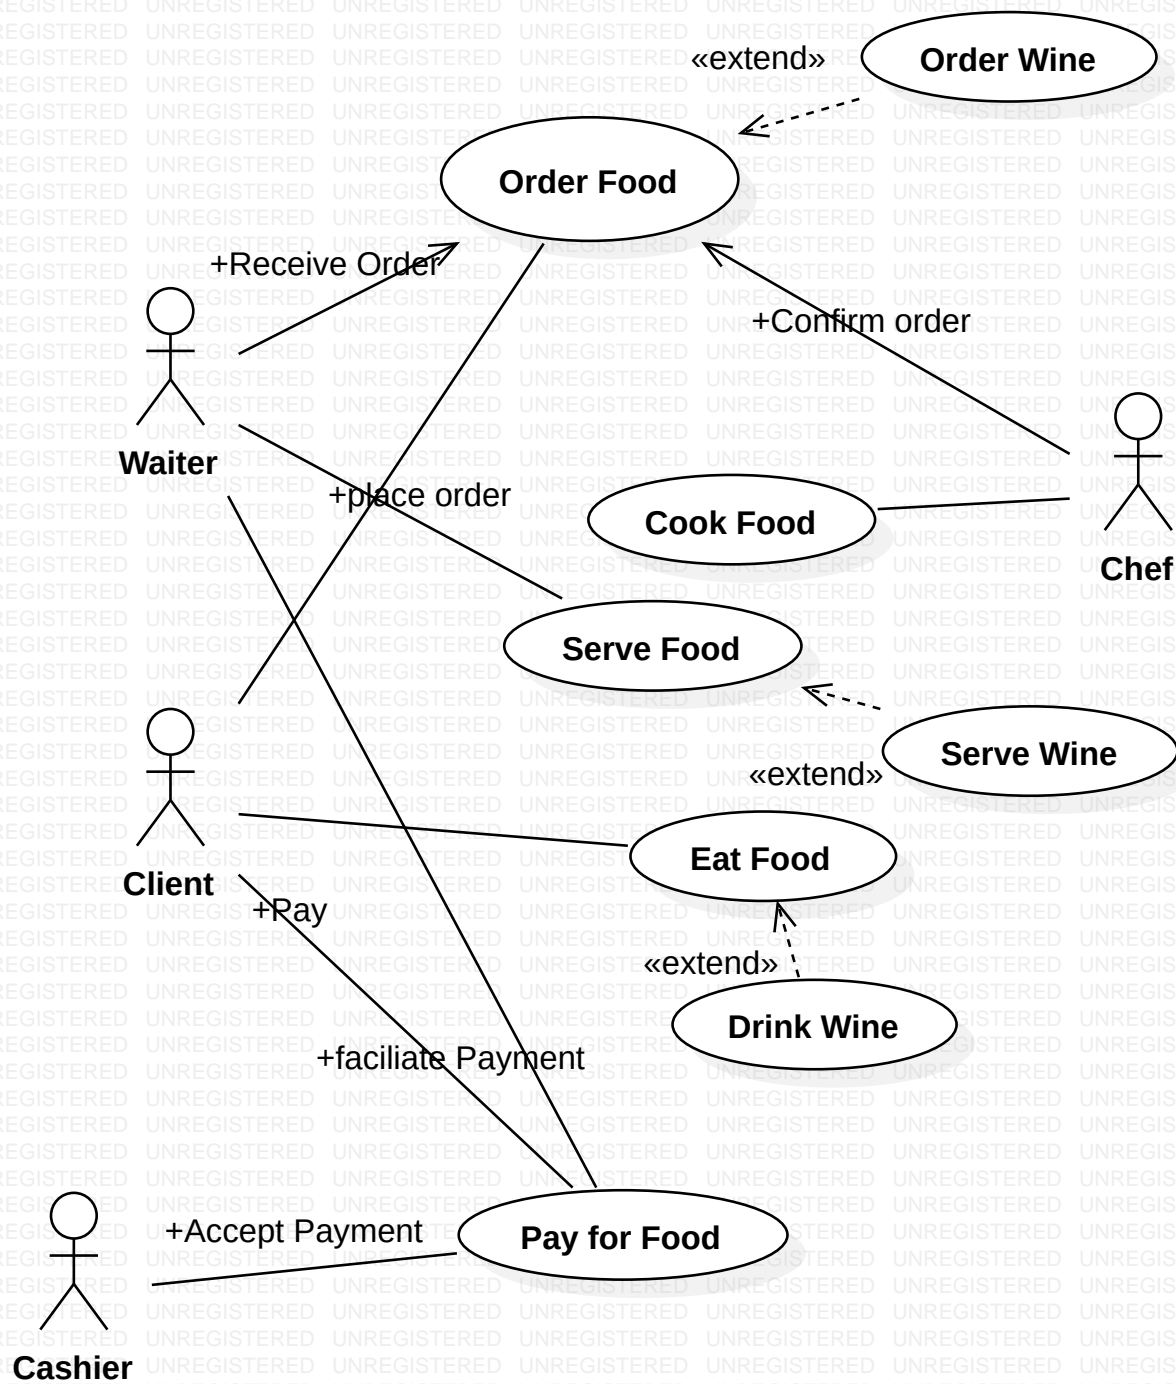 Order Wine
«extend»
Order Food
+Receive Order
+Confirm order
Waiter
+place order
Cook Food
Chef
Serve Food
Serve Wine
«extend»
Eat Food
Client
+Pay
«extend»
Drink Wine
+faciliate Payment
+Accept Payment
Pay for Food
Cashier
UNREGISTERED